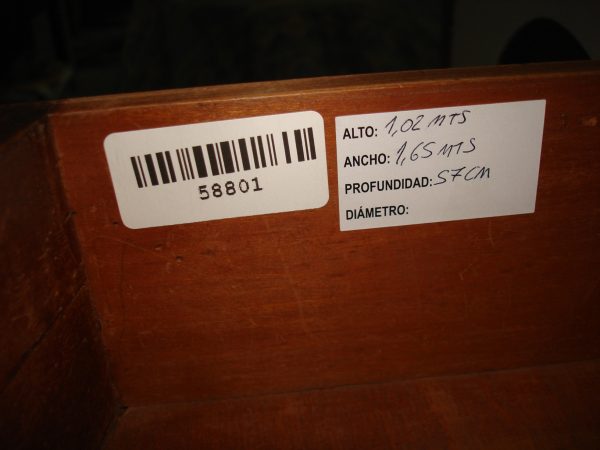 58801
ALTO: 1,02 MTS
ANCHO: 1,65 MTS
PROFUNDIDAD: 57 CM
DIÁMETRO: